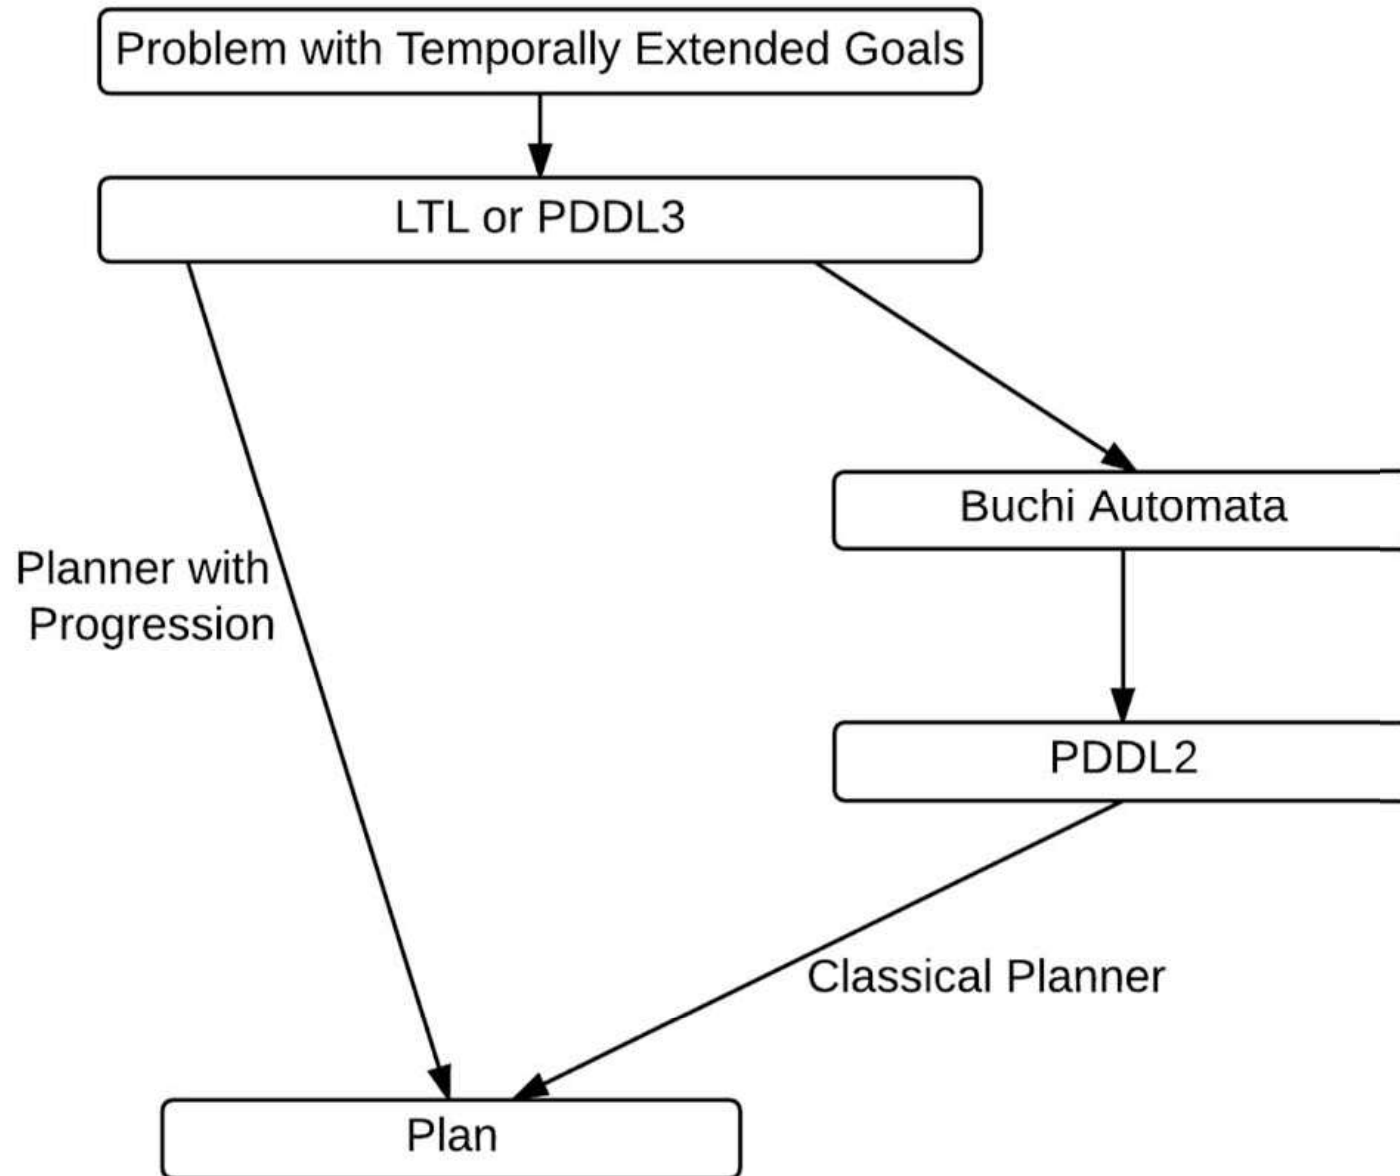 Problem with Temporally Extended Goals
LTL or PDDL3
Buchi Automata
Planner with
Progression
PDDL2
Classical Planner
Plan